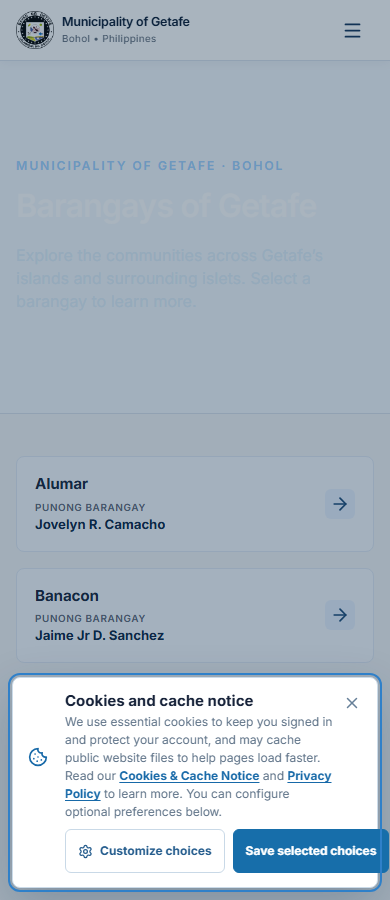 Municipality of Getafe
Bohol • Philippines
MUNICIPALITY OF GETAFE · BOHOL
Barangays of Getafe
Explore the communities across Getafe's
islands and surrounding islets. Select a
barangay to learn more.
Alumar
PUNONG BARANGAY
Jovelyn R. Camacho
Banacon
PUNONG BARANGAY
Jaime Jr D. Sanchez
Cookies and cache notice
We use essential cookies to keep you signed in
and protect your account, and may cache
public website files to help pages load faster.
Read our Cookies & Cache Notice and Privacy
Policy to learn more. You can configure
optional preferences below.
Customize choices
Save selected choices